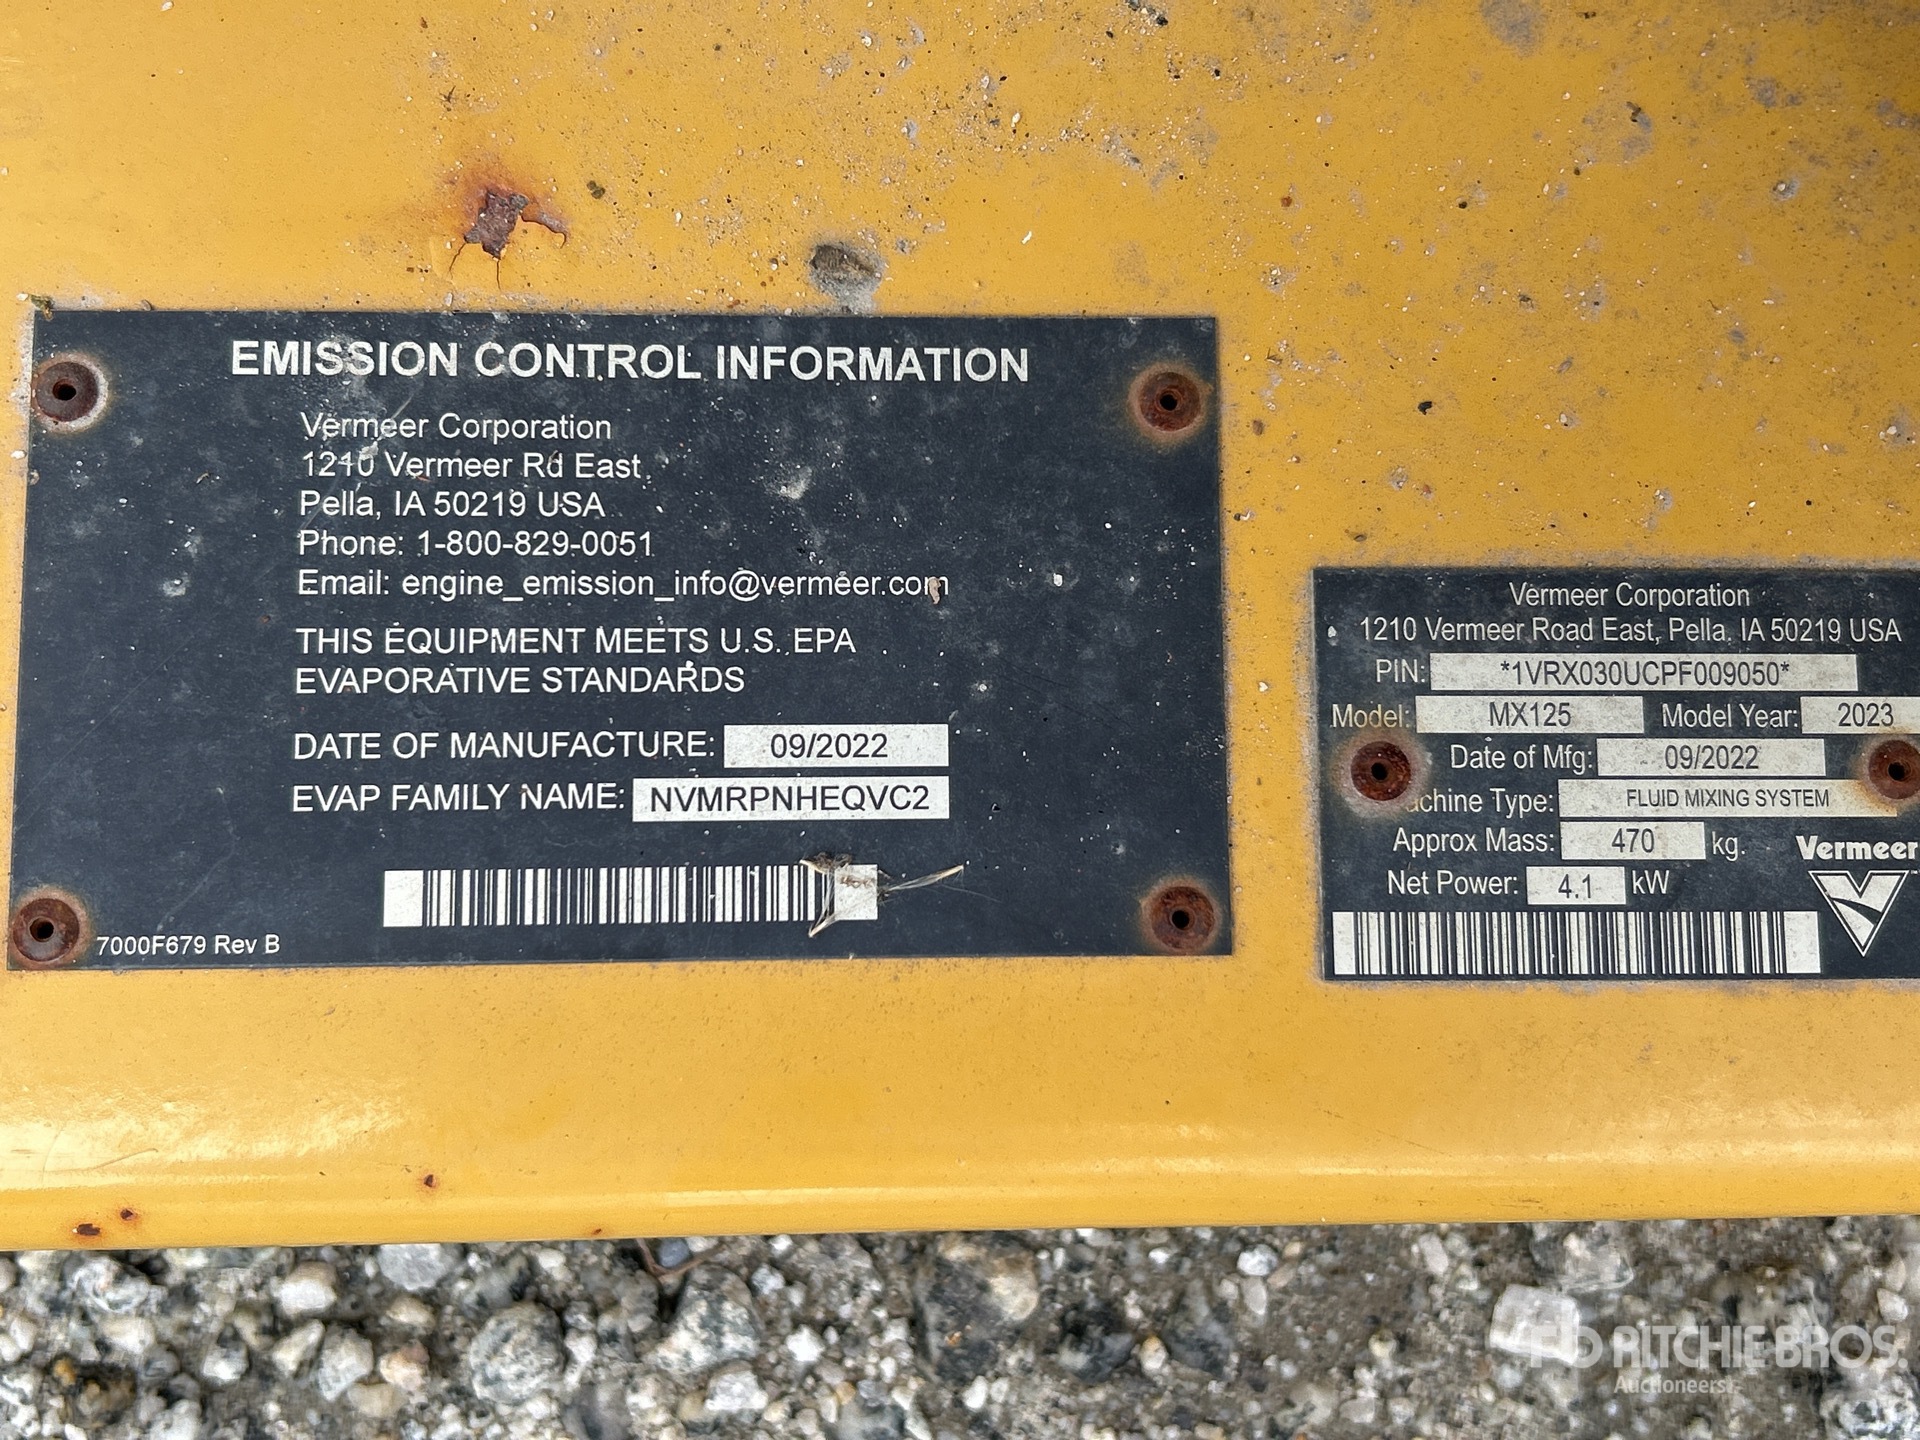 EMISSION CONTROL INFORMATION
Vermeer Corporation
1210 Vermeer Rd East
Pella, IA 50219 USA
Phone: 1-800-829-0051
Email: engine_emission_info@vermeer.com
THIS EQUIPMENT MEETS U.S. EPA
EVAPORATIVE STANDARDS
DATE OF MANUFACTURE: 09/2022
EVAP FAMILY NAME: NVMRPNHEQVC2
7000F679 Rev B
Vermeer Corporation
1210 Vermeer Road East, Pella, IA 50219 USA
PIN: *1VRX030UCPF009050*
Model: MX125 Model Year: 2023
Date of Mfg: 09/2022
Type: FLUID MIXING SYSTEM
Approx Mass: 470 kg.
Net Power: 4.1 kW
Vermeer
RITCHIE BROS.
Auctioneers